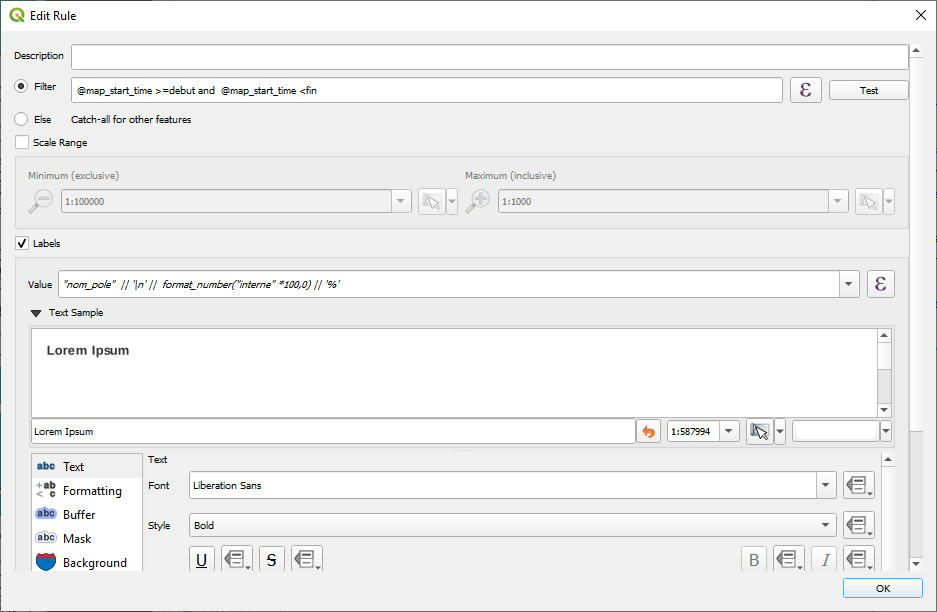 Edit Rule
Description
Filter @map_start_time >=debut and @map_start_time <fin ε Test
Else Catch-all for other features
Scale Range
Minimum (exclusive) Maximum (inclusive)
1:100000 1:1000
Labels
Value "nom_pole" || '\n' || format_number("interne" *100,0) || '%' ε
Text Sample
Lorem Ipsum
Lorem Ipsum 1:587994
abc Text
+ab < c Formatting
abc Buffer
abc Mask
Background
Text
Font Liberation Sans
Style Bold
U S B I
OK